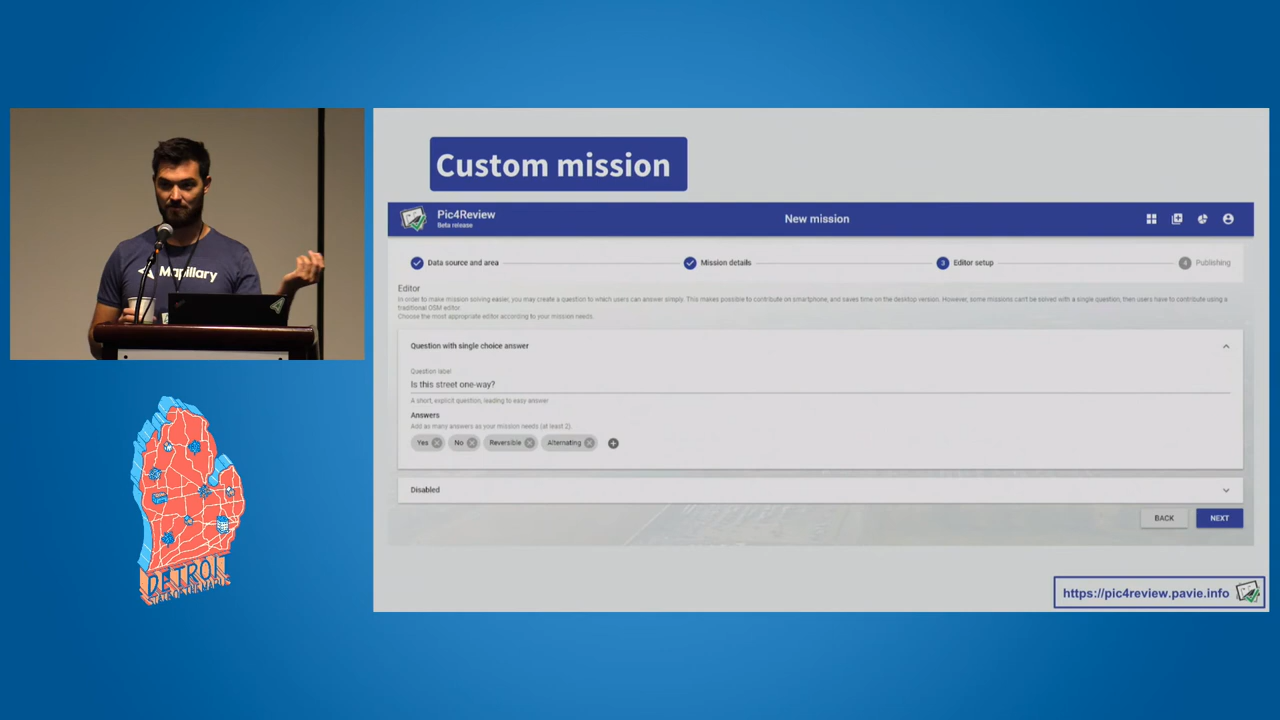 Custom mission
Pic4Review
Beta release
New mission
Data source and area
Mission details
3
Editor setup
4
Publishing
Editor
In order to make mission solving easier, you may create a question to which users can answer simply. This makes possible to contribute on smartphone, and saves time on the desktop version. However, some missions can't be solved with a single question, then users have to contribute using a
traditional OSM editor.
Choose the most appropriate editor according to your mission needs.
Question with single choice answer
Question label
Is this street one-way?
A short, explicit question, leading to easy answer
Answers
Add as many answers as your mission needs (at least 2)
Yes
No
Reversible
Alternating
Disabled
BACK
NEXT
https://pic4review.pavie.info
Mapillary
DETROIT
STATE OF THE MAP US